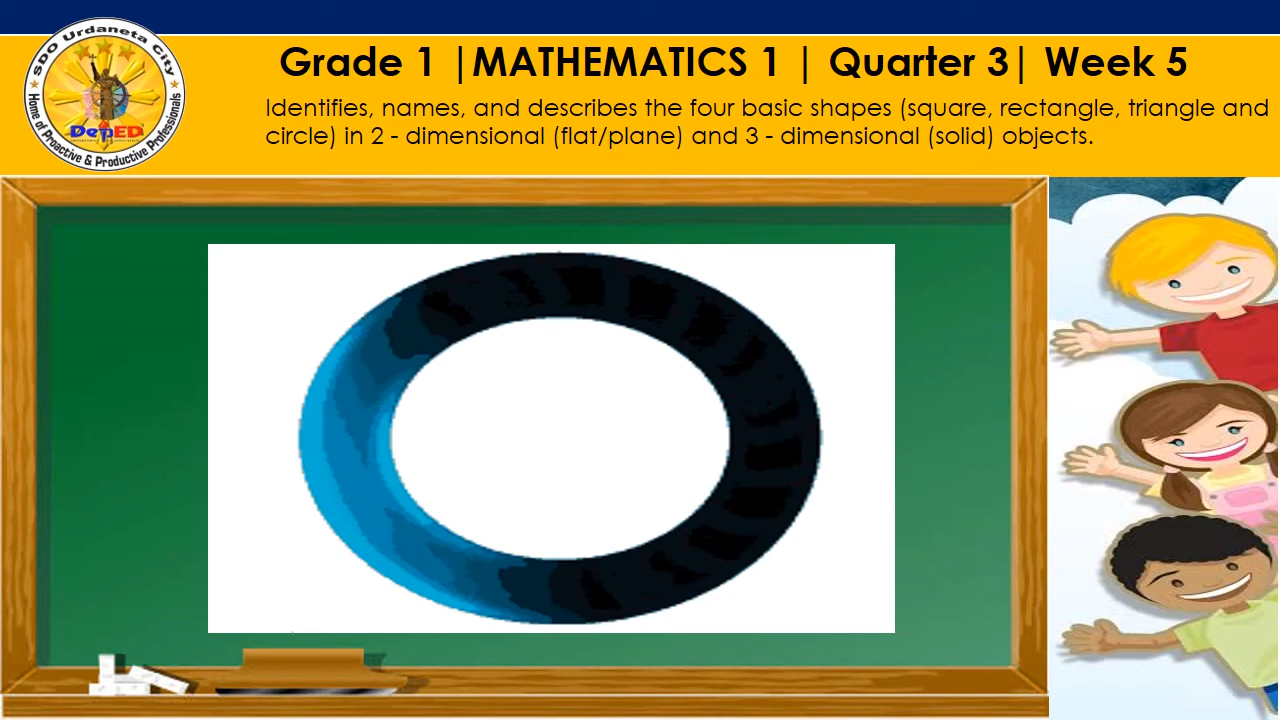 SDO Urdaneta City
Home of Proactive & Productive Professionals
DepED
Grade 1 |MATHEMATICS 1 | Quarter 3| Week 5
Identifies, names, and describes the four basic shapes (square, rectangle, triangle and
circle) in 2 - dimensional (flat/plane) and 3 - dimensional (solid) objects.